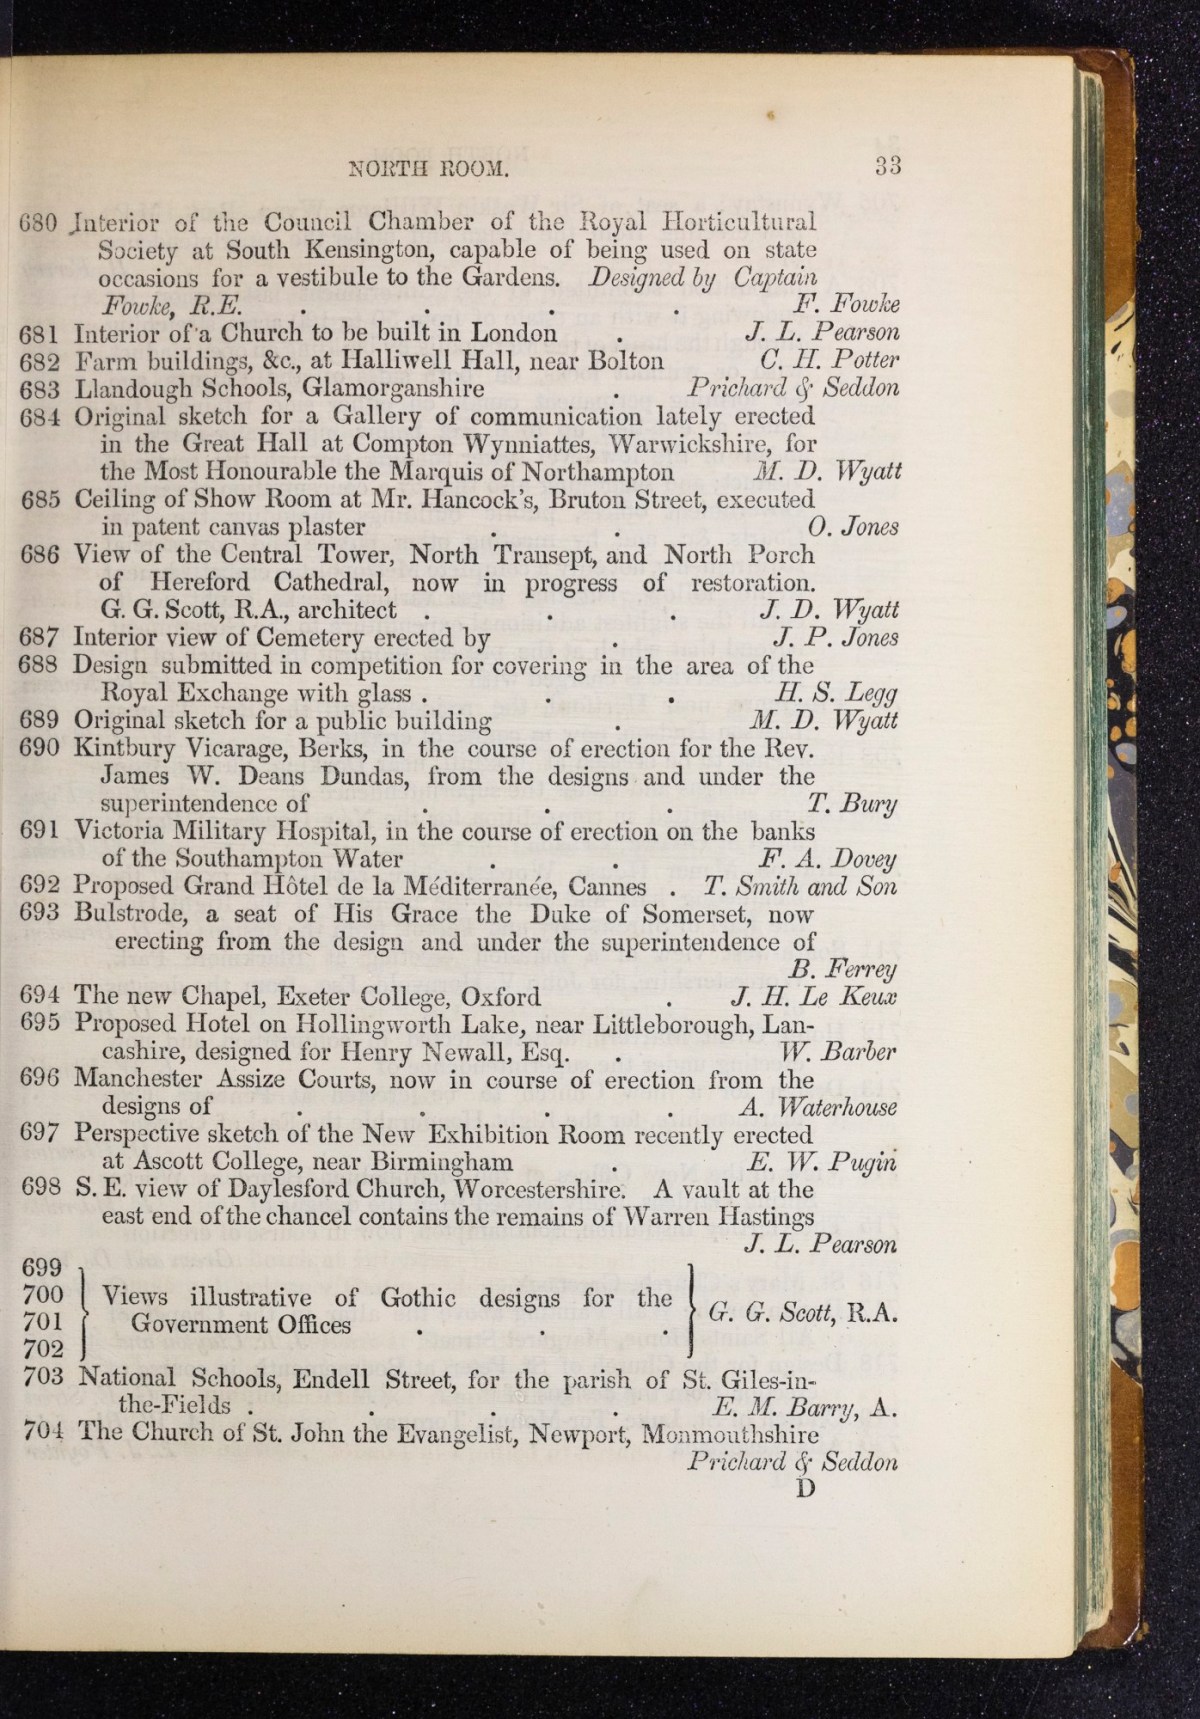 NORTH ROOM. 33
680 Interior of the Council Chamber of the Royal Horticultural
Society at South Kensington, capable of being used on state
occasions for a vestibule to the Gardens. Designed by Captain
Fowke, R.E. . . . . F. Fowke
681 Interior of a Church to be built in London . J. L. Pearson
682 Farm buildings, &c., at Halliwell Hall, near Bolton C. H. Potter
683 Llandough Schools, Glamorganshire . Prichard & Seddon
684 Original sketch for a Gallery of communication lately erected
in the Great Hall at Compton Wynniattes, Warwickshire, for
the Most Honourable the Marquis of Northampton M. D. Wyatt
685 Ceiling of Show Room at Mr. Hancock's, Bruton Street, executed
in patent canvas plaster . . O. Jones
686 View of the Central Tower, North Transept, and North Porch
of Hereford Cathedral, now in progress of restoration.
G. G. Scott, R.A., architect . . . J. D. Wyatt
687 Interior view of Cemetery erected by . J. P. Jones
688 Design submitted in competition for covering in the area of the
Royal Exchange with glass . . . H. S. Legg
689 Original sketch for a public building . M. D. Wyatt
690 Kintbury Vicarage, Berks, in the course of erection for the Rev.
James W. Deans Dundas, from the designs and under the
superintendence of . . . T. Bury
691 Victoria Military Hospital, in the course of erection on the banks
of the Southampton Water . . F. A. Dovey
692 Proposed Grand Hôtel de la Méditerranée, Cannes . T. Smith and Son
693 Bulstrode, a seat of His Grace the Duke of Somerset, now
erecting from the design and under the superintendence of
B. Ferrey
694 The new Chapel, Exeter College, Oxford . J. H. Le Keux
695 Proposed Hotel on Hollingworth Lake, near Littleborough, Lan-
cashire, designed for Henry Newall, Esq. . W. Barber
696 Manchester Assize Courts, now in course of erection from the
designs of . . . . A. Waterhouse
697 Perspective sketch of the New Exhibition Room recently erected
at Ascott College, near Birmingham . E. W. Pugin
698 S. E. view of Daylesford Church, Worcestershire. A vault at the
east end of the chancel contains the remains of Warren Hastings
J. L. Pearson
699
700 Views illustrative of Gothic designs for the
701 Government Offices . . . G. G. Scott, R.A.
702
703 National Schools, Endell Street, for the parish of St. Giles-in-
the-Fields . . . . E. M. Barry, A.
704 The Church of St. John the Evangelist, Newport, Monmouthshire
Prichard & Seddon
D